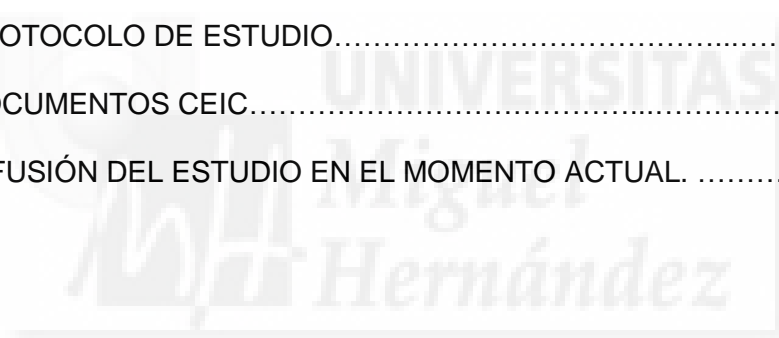 OTOCOLO DE ESTUDIO…………………………………...……
OCUMENTOS CEIC…………………………………...……………
FUSIÓN DEL ESTUDIO EN EL MOMENTO ACTUAL. ………
UNIVERSITAS
Miguel
Hernández